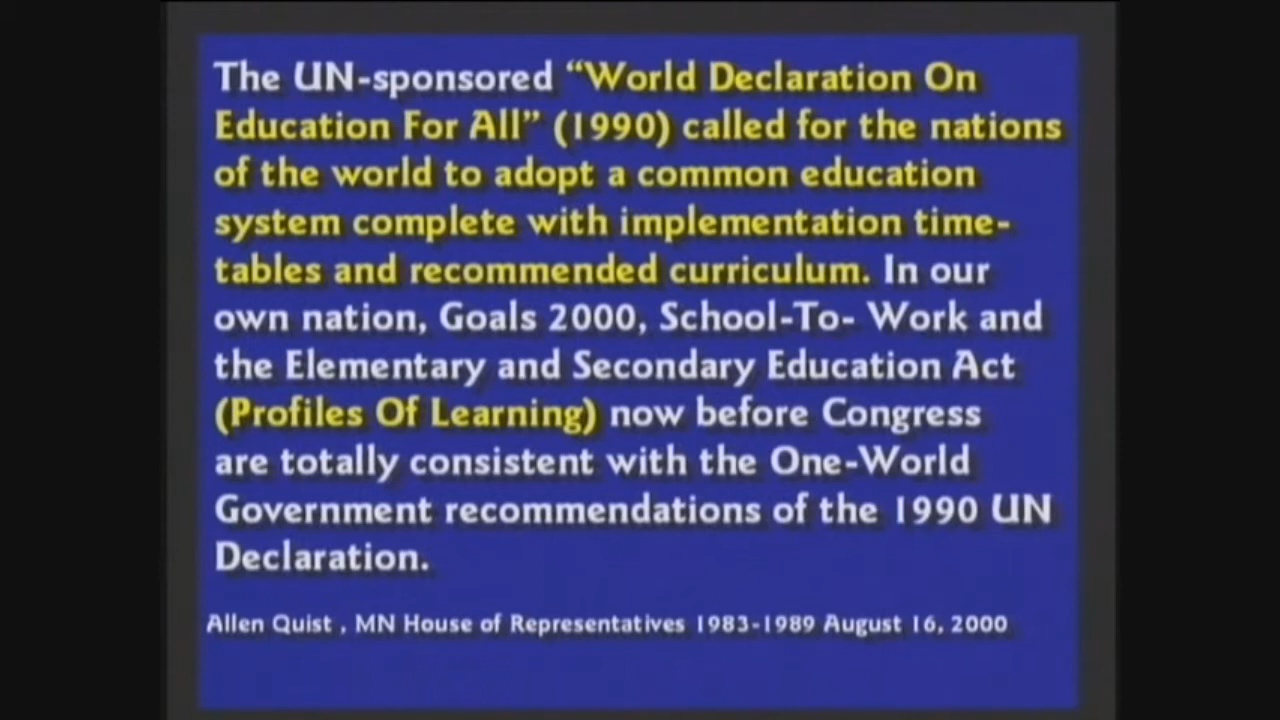 The UN-sponsored “World Declaration On
Education For All” (1990) called for the nations
of the world to adopt a common education
system complete with implementation time-
tables and recommended curriculum. In our
own nation, Goals 2000, School-To- Work and
the Elementary and Secondary Education Act
(Profiles Of Learning) now before Congress
are totally consistent with the One-World
Government recommendations of the 1990 UN
Declaration.
Allen Quist , MN House of Representatives 1983-1989 August 16, 2000